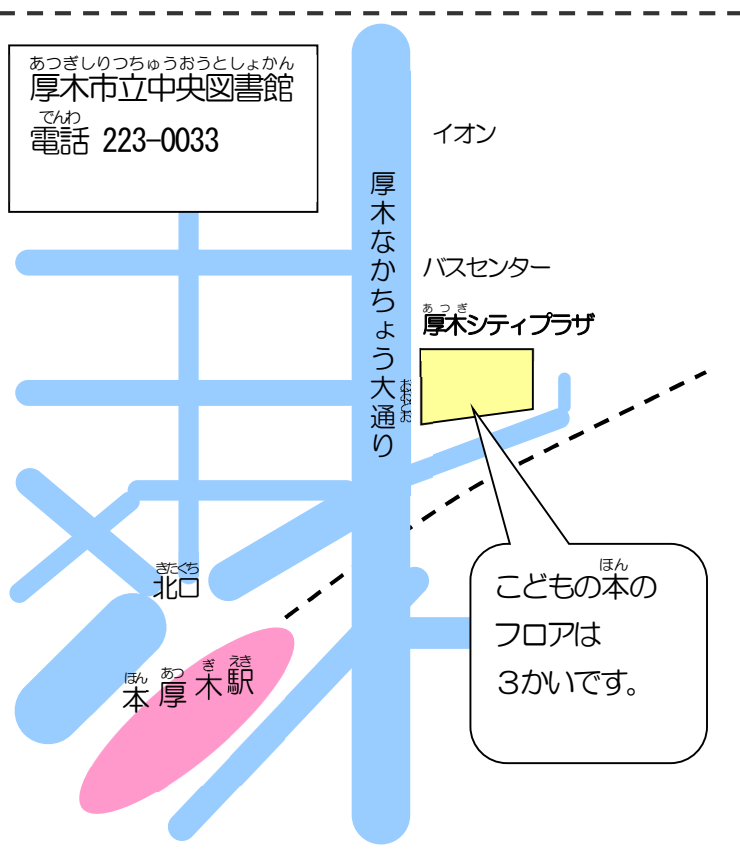 あつぎしりつちゅうおうとしょかん
厚木市立中央図書館
でんわ
電話 223-0033
イオン
厚木なかちょう大通り
おおどお
バスセンター
あつぎ
厚木シティプラザ
きたぐち
北口
ほん あつ ぎ えき
本厚木駅
ほん
こどもの本の
フロアは
3かいです。